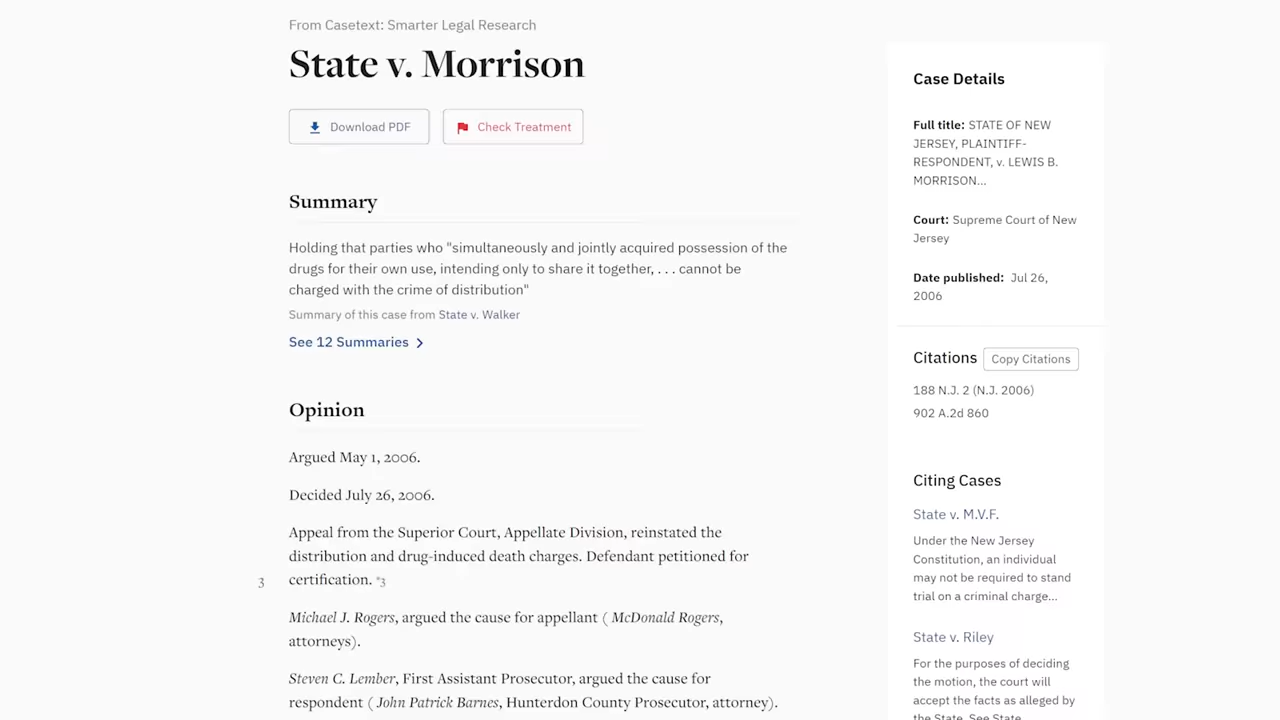 From Casetext: Smarter Legal Research
State v. Morrison
Download PDF
Check Treatment
Summary
Holding that parties who "simultaneously and jointly acquired possession of the
drugs for their own use, intending only to share it together, . . . cannot be
charged with the crime of distribution"
Summary of this case from State v. Walker
See 12 Summaries
Opinion
Argued May 1, 2006.
Decided July 26, 2006.
Appeal from the Superior Court, Appellate Division, reinstated the
distribution and drug-induced death charges. Defendant petitioned for
3 certification. *3
Michael J. Rogers, argued the cause for appellant ( McDonald Rogers,
attorneys).
Steven C. Lember, First Assistant Prosecutor, argued the cause for
respondent ( John Patrick Barnes, Hunterdon County Prosecutor, attorney).
Case Details
Full title: STATE OF NEW
JERSEY, PLAINTIFF-
RESPONDENT, v. LEWIS B.
MORRISON...
Court: Supreme Court of New
Jersey
Date published: Jul 26,
2006
Citations Copy Citations
188 N.J. 2 (N.J. 2006)
902 A.2d 860
Citing Cases
State v. M.V.F.
Under the New Jersey
Constitution, an individual
may not be required to stand
trial on a criminal charge...
State v. Riley
For the purposes of deciding
the motion, the court will
accept the facts as alleged by
the State. See State